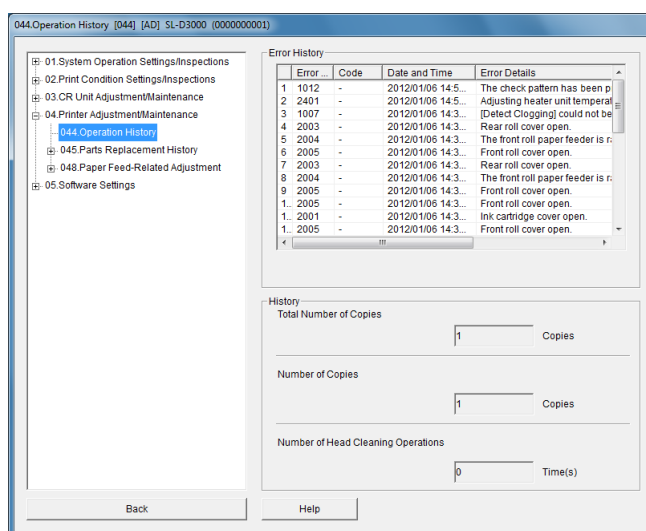 044.Operation History [044] [AD] SL-D3000 (0000000001)
01.System Operation Settings/Inspections
02.Print Condition Settings/Inspections
03.CR Unit Adjustment/Maintenance
04.Printer Adjustment/Maintenance
044.Operation History
045.Parts Replacement History
048.Paper Feed-Related Adjustment
05.Software Settings
Back
Error History
Error ... Code Date and Time Error Details
1 1012 - 2012/01/06 14:5... The check pattern has been p
2 2401 - 2012/01/06 14:5... Adjusting heater unit temperat
3 1007 - 2012/01/06 14:3... [Detect Clogging] could not be
4 2003 - 2012/01/06 14:3... Rear roll cover open.
5 2004 - 2012/01/06 14:3... The front roll paper feeder is ra
6 2005 - 2012/01/06 14:3... Front roll cover open.
7 2003 - 2012/01/06 14:3... Rear roll cover open.
8 2004 - 2012/01/06 14:3... The front roll paper feeder is ra
9 2005 - 2012/01/06 14:3... Front roll cover open.
1.. 2005 - 2012/01/06 14:3... Front roll cover open.
1.. 2001 - 2012/01/06 14:3... Ink cartridge cover open.
1.. 2005 - 2012/01/06 14:3... Front roll cover open.
History
Total Number of Copies
1 Copies
Number of Copies
1 Copies
Number of Head Cleaning Operations
0 Time(s)
Help